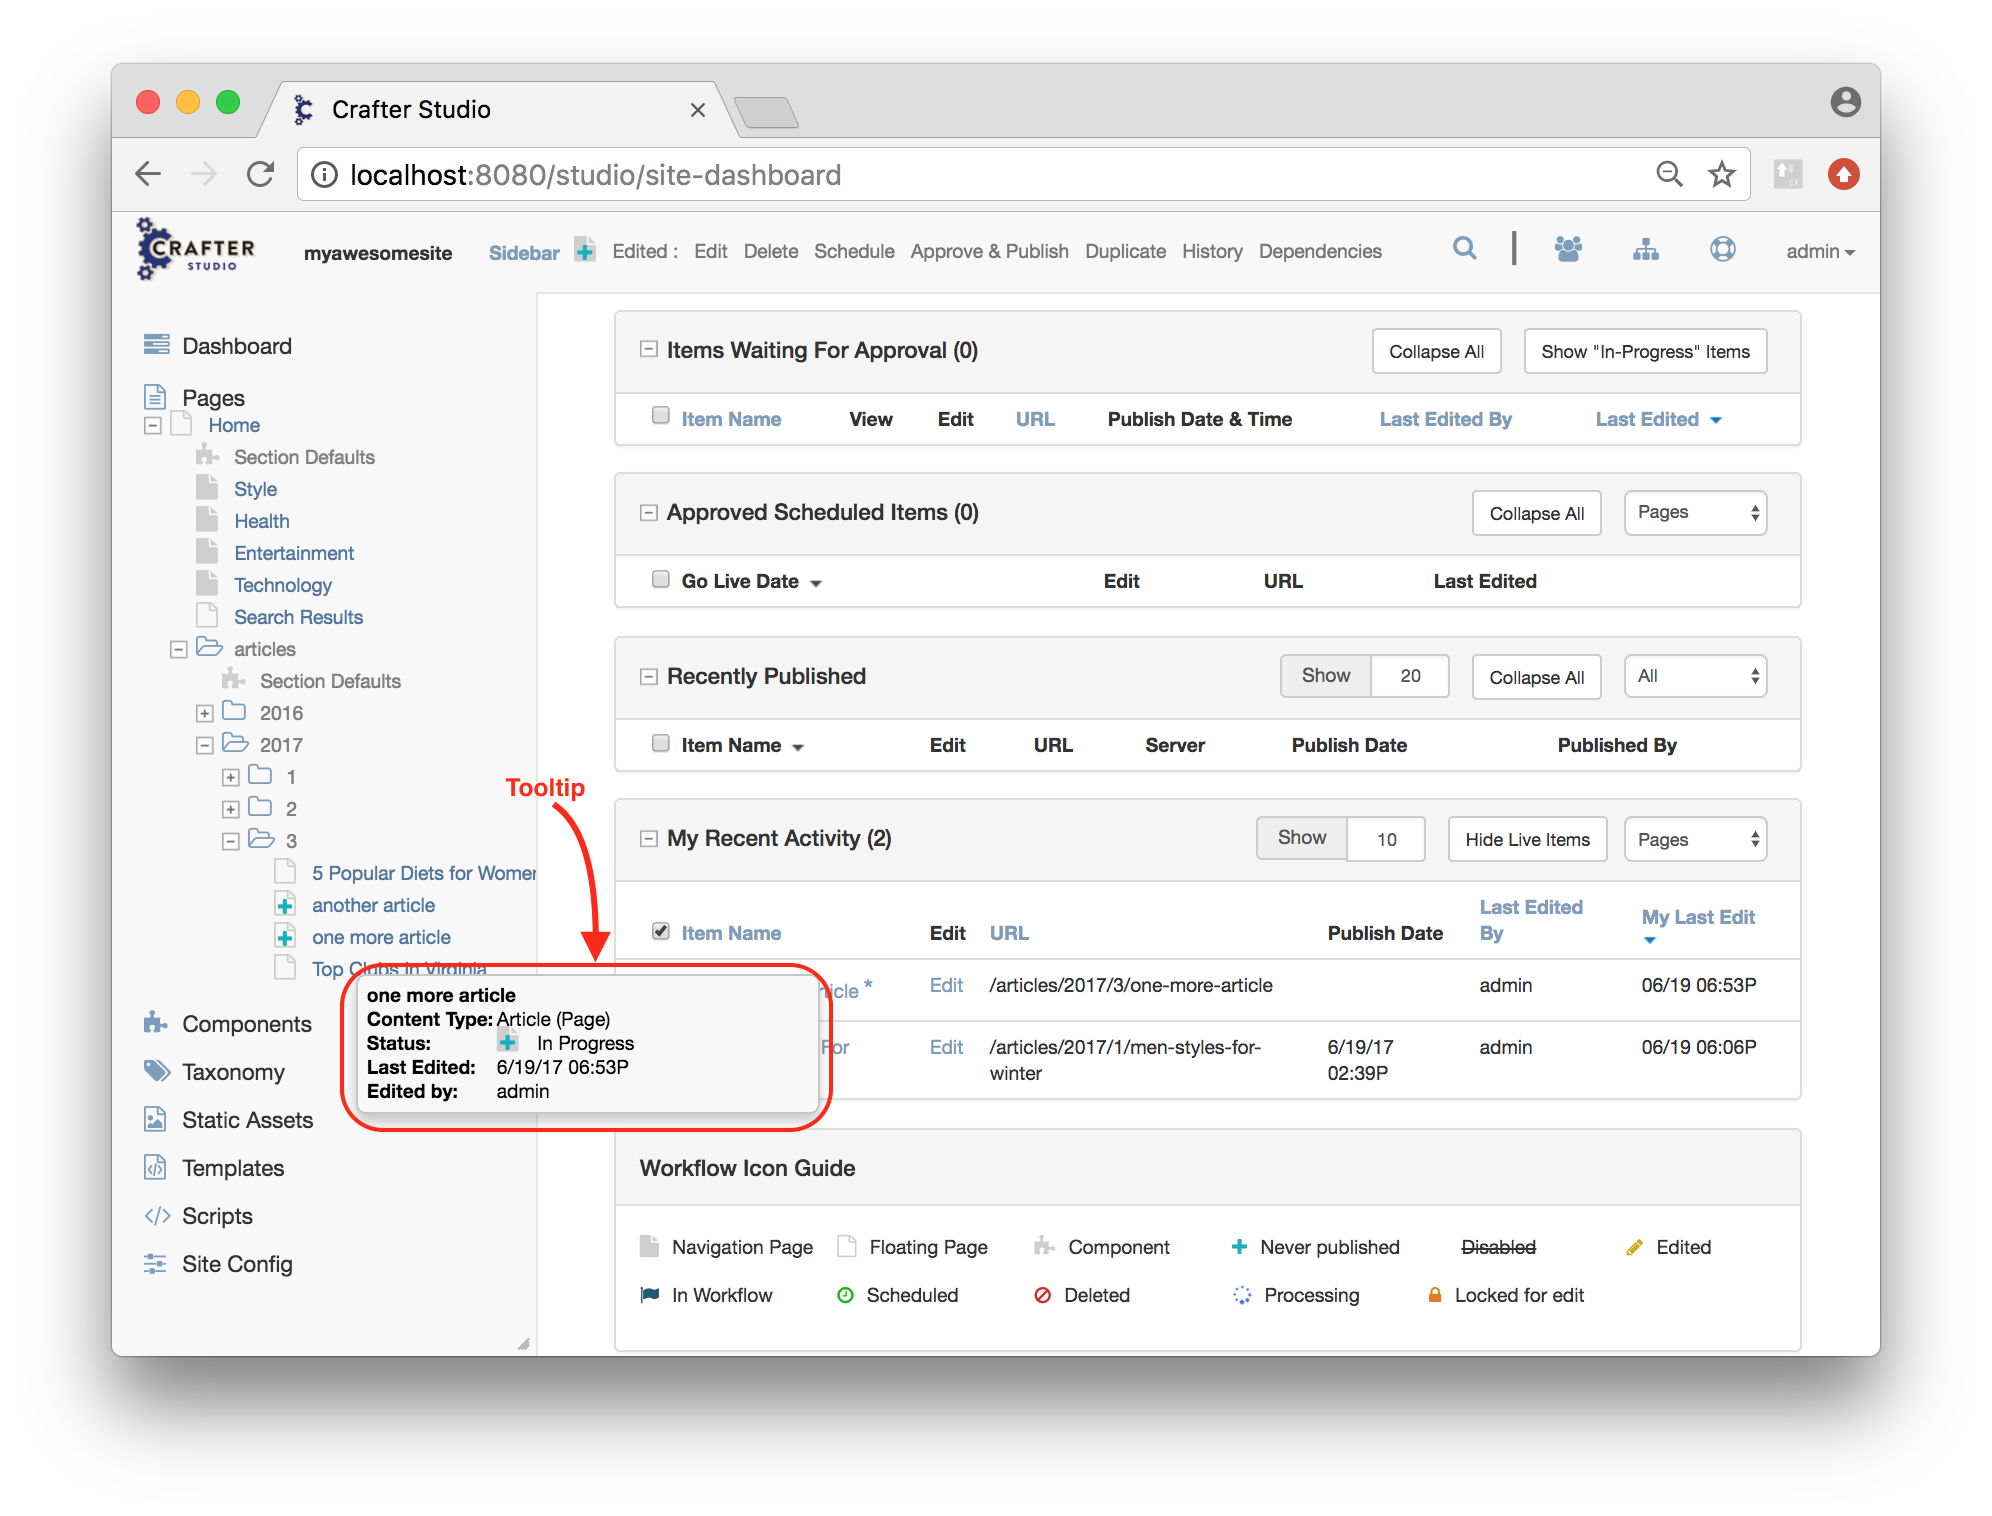 Crafter Studio
localhost:8080/studio/site-dashboard
CRAFTER
STUDIO
myawesomesite Sidebar Edited : Edit Delete Schedule Approve & Publish Duplicate History Dependencies admin
Dashboard
Pages
Home
Section Defaults
Style
Health
Entertainment
Technology
Search Results
articles
Section Defaults
2016
2017
1
2
3
5 Popular Diets for Women
another article
one more article
Top Clubs In Virginia
Components
Taxonomy
Static Assets
Templates
Scripts
Site Config
Tooltip
one more article
Content Type: Article (Page)
Status: In Progress
Last Edited: 6/19/17 06:53P
Edited by: admin
Items Waiting For Approval (0) Collapse All Show "In-Progress" Items
Item Name View Edit URL Publish Date & Time Last Edited By Last Edited
Approved Scheduled Items (0) Collapse All Pages
Go Live Date Edit URL Last Edited
Recently Published Show 20 Collapse All All
Item Name Edit URL Server Publish Date Published By
My Recent Activity (2) Show 10 Hide Live Items Pages
Item Name Edit URL Publish Date Last Edited By My Last Edit
ticle * Edit /articles/2017/3/one-more-article admin 06/19 06:53P
For Edit /articles/2017/1/men-styles-for-winter 6/19/17 02:39P admin 06/19 06:06P
Workflow Icon Guide
Navigation Page Floating Page Component Never published Disabled Edited
In Workflow Scheduled Deleted Processing Locked for edit